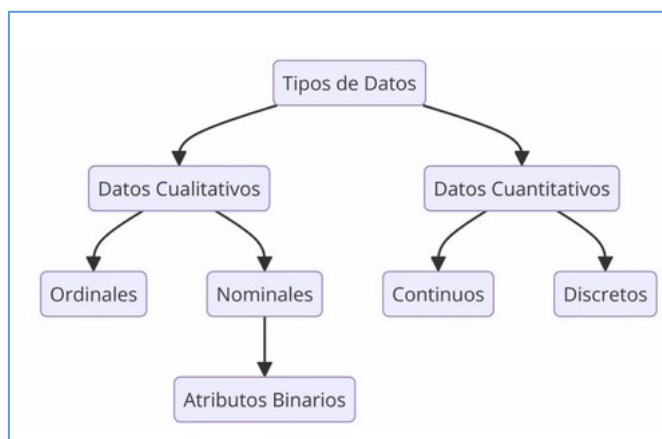 Tipos de Datos
Datos Cualitativos
Datos Cuantitativos
Ordinales
Nominales
Continuos
Discretos
Atributos Binarios